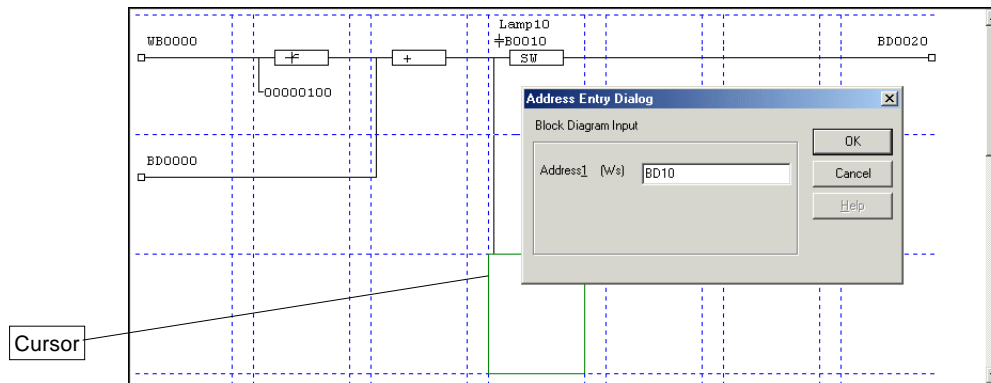 Lamp10
WB0000
B0010
BD0020
SW
+
00000100
Address Entry Dialog
Block Diagram Input
OK
BD0000
Address1 (Ws)
BD10
Cancel
Help
Cursor